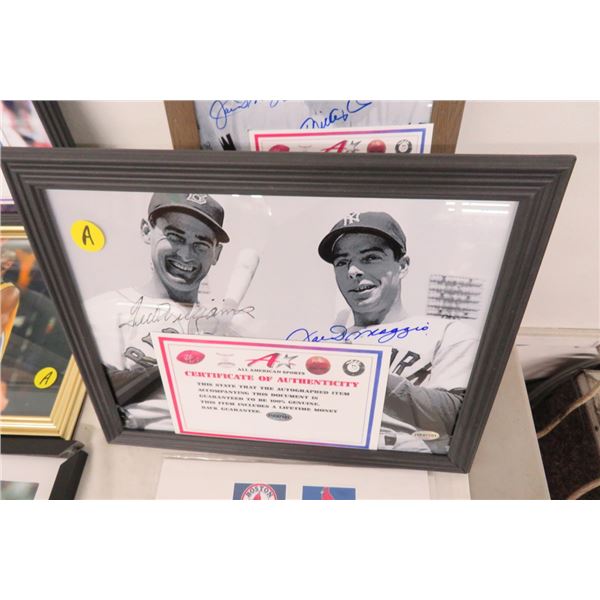 A
Ted Williams
Joe DiMaggio
ALL AMERICAN SPORTS
CERTIFICATE OF AUTHENTICITY
THIS STATE THAT THE AUTOGRAPHED ITEM
ACCOMPANYING THIS DOCUMENT IS
GUARANTEED TO BE 100% GENUINE.
THIS ITEM INCLUDES A LIFETIME MONEY
BACK GUARANTEE.
A
BOSTON